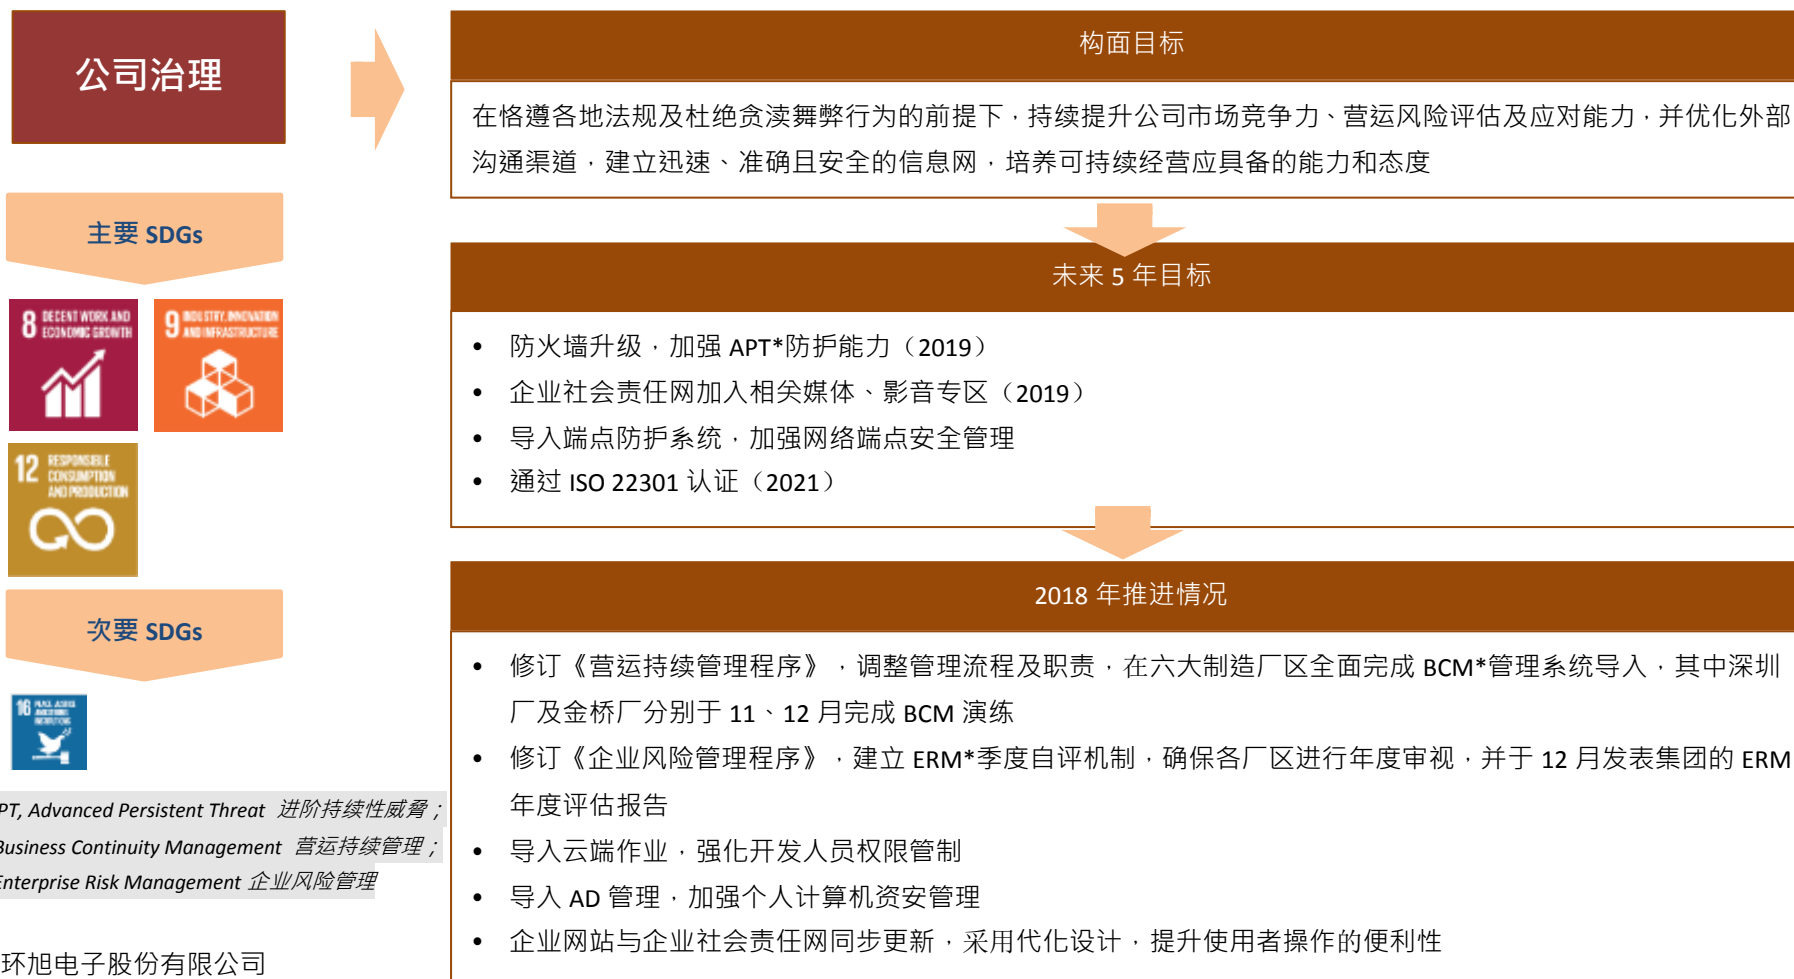 公司治理
构面目标
在恪遵各地法规及杜绝贪渎舞弊行为的前提下，持续提升公司市场竞争力、营运风险评估及应对能力，并优化外部
沟通渠道，建立迅速、准确且安全的信息网，培养可持续经营应具备的能力和态度
主要 SDGs
8 DECENT WORK AND
ECONOMIC GROWTH
9 INDUSTRY, INNOVATION
AND INFRASTRUCTURE
12 RESPONSIBLE
CONSUMPTION
AND PRODUCTION
次要 SDGs
16 PEACE, JUSTICE
AND STRONG
INSTITUTIONS
未来 5 年目标
• 防火墙升级，加强 APT*防护能力（2019）
• 企业社会责任网加入相关媒体、影音专区（2019）
• 导入端点防护系统，加强网络端点安全管理
• 通过 ISO 22301 认证（2021）
2018 年推进情况
• 修订《营运持续管理程序》，调整管理流程及职责，在六大制造厂区全面完成 BCM*管理系统导入，其中深圳
厂及金桥厂分别于 11、12 月完成 BCM 演练
• 修订《企业风险管理程序》，建立 ERM*季度自评机制，确保各厂区进行年度审视，并于 12 月发表集团的 ERM
年度评估报告
• 导入云端作业，强化开发人员权限管制
• 导入 AD 管理，加强个人计算机资安管理
• 企业网站与企业社会责任网同步更新，采用代化设计，提升使用者操作的便利性
PT, Advanced Persistent Threat 进阶持续性威脅；
Business Continuity Management 营运持续管理；
Enterprise Risk Management 企业风险管理
环旭电子股份有限公司